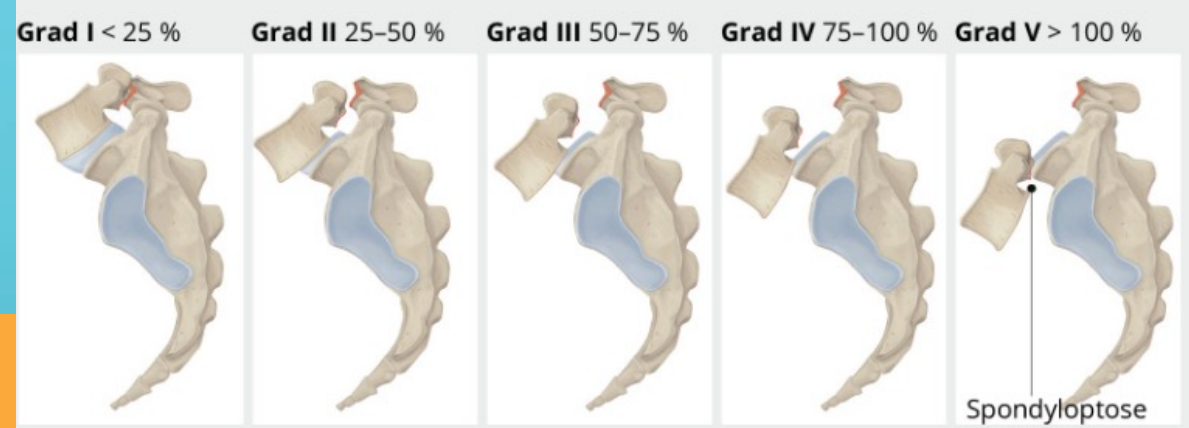 Grad I < 25 %
Grad II 25–50 %
Grad III 50–75 %
Grad IV 75–100 %
Grad V > 100 %
Spondyloptose